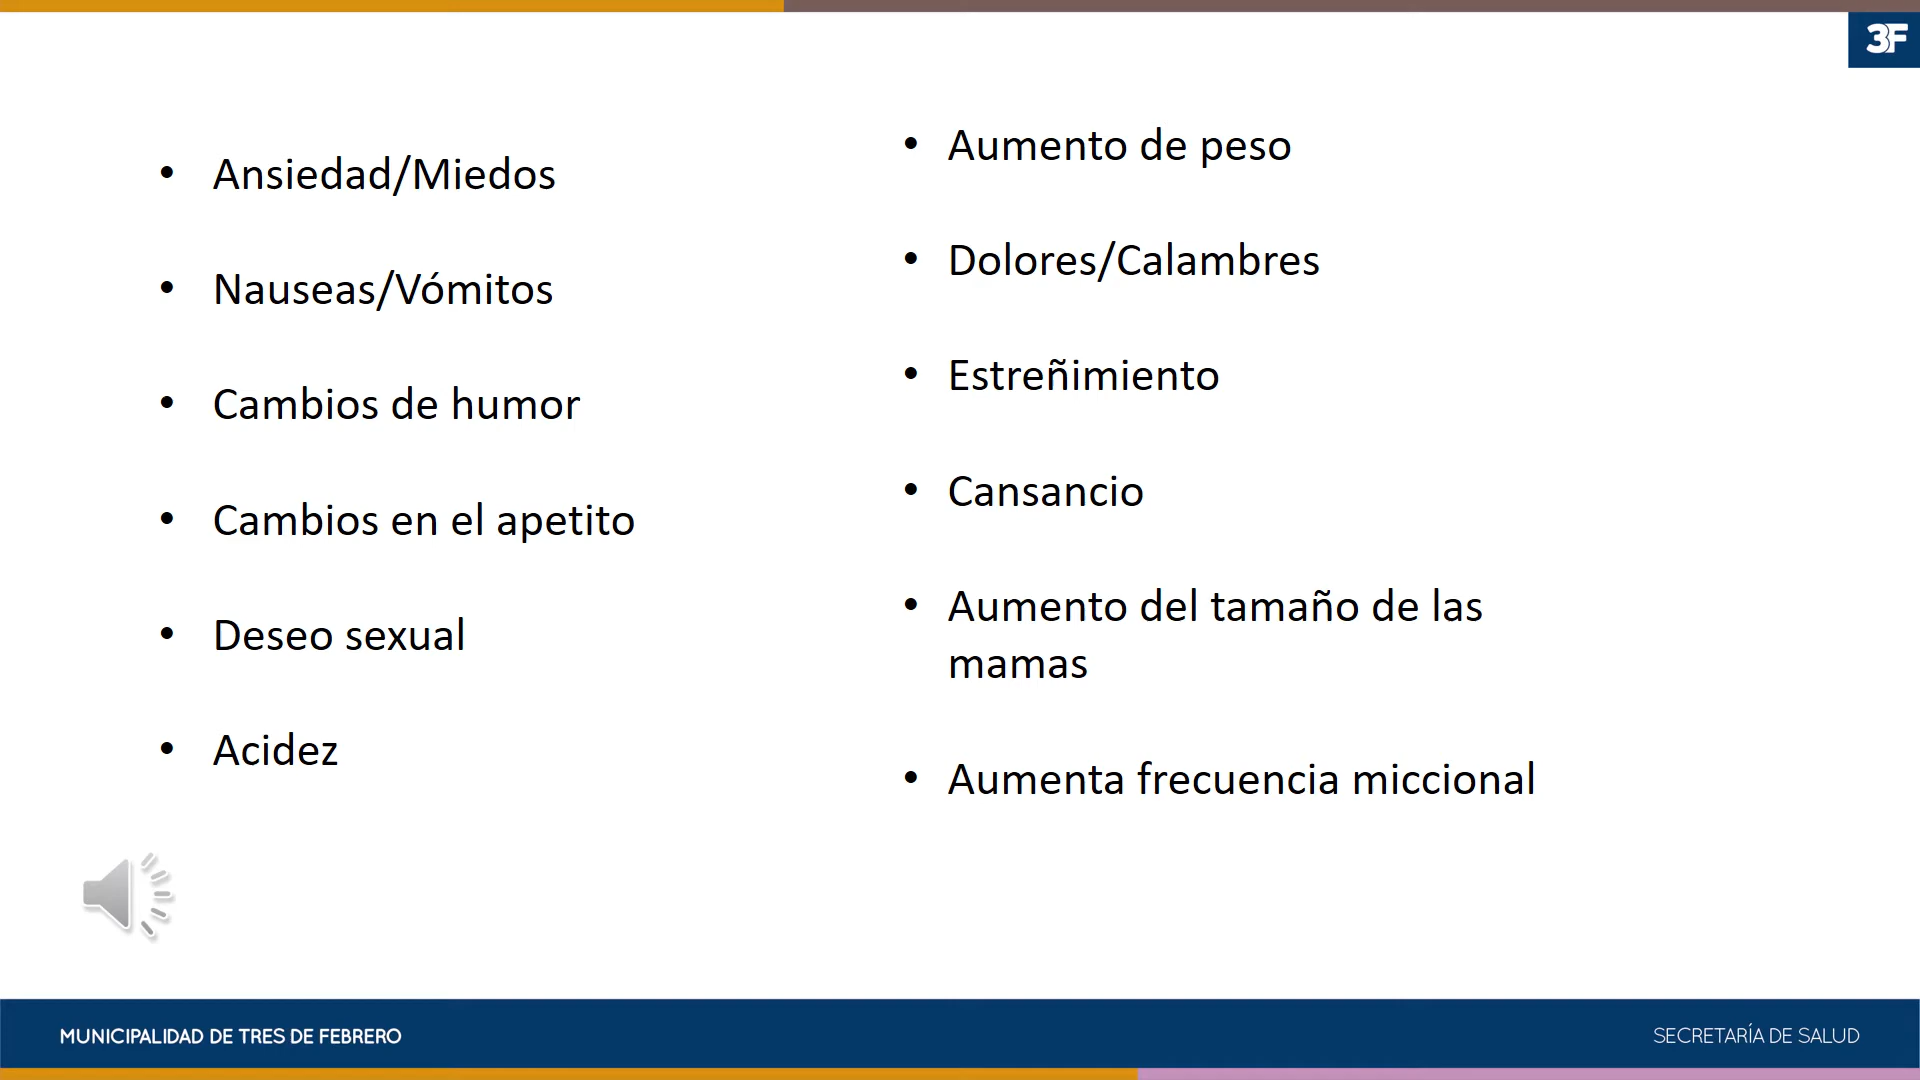 3F
• Ansiedad/Miedos
• Nauseas/Vómitos
• Cambios de humor
• Cambios en el apetito
• Deseo sexual
• Acidez
• Aumento de peso
• Dolores/Calambres
• Estreñimiento
• Cansancio
• Aumento del tamaño de las
mamas
• Aumenta frecuencia miccional
MUNICIPALIDAD DE TRES DE FEBRERO
SECRETARÍA DE SALUD